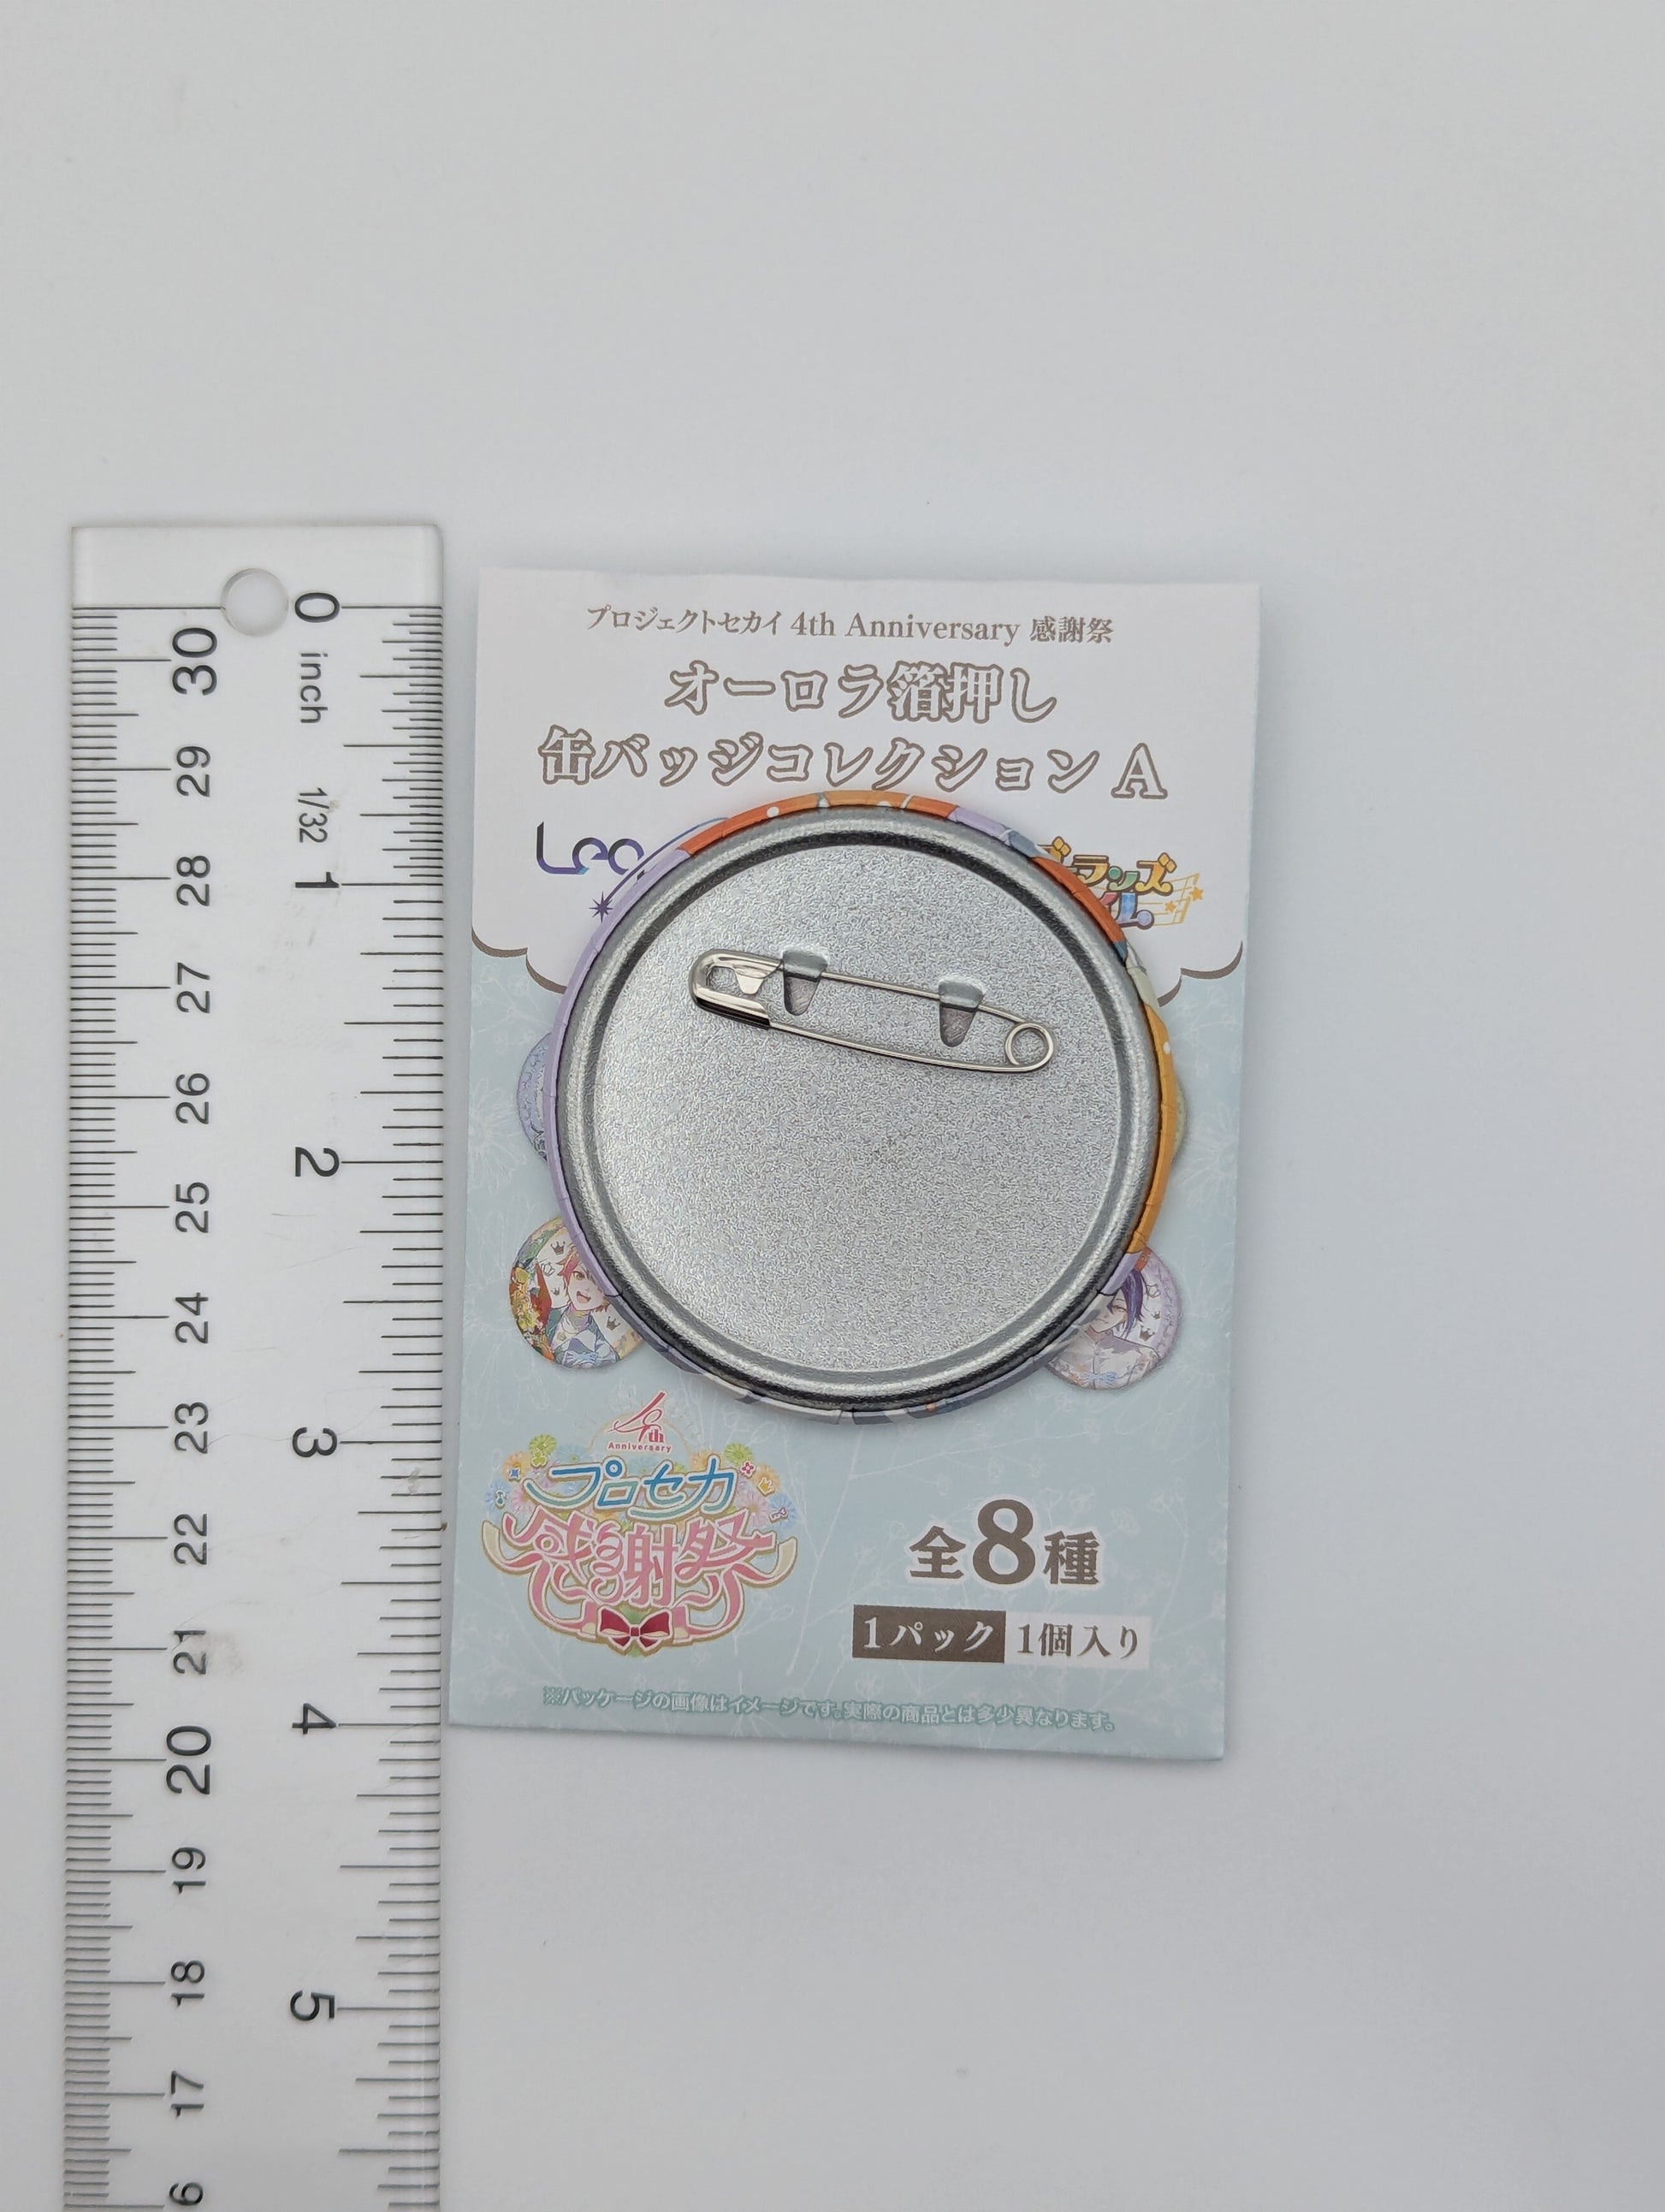 プロジェクトセカイ 4th Anniversary 感謝祭
オーロラ箔押し
缶バッジコレクション A
Leo
ランズ
4th
Anniversary
プロセカ
感謝祭
全8種
1パック 1個入り
※パッケージの画像はイメージです。実際の商品とは多少異なります。
0 inch 1/32 1 2 3 4 5
30 29 28 27 26 25 24 23 22 21 20 19 18 17 6